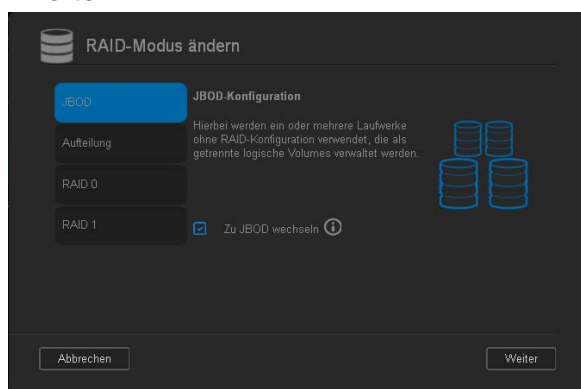 RAID-Modus ändern
JBOD
Aufteilung
RAID 0
RAID 1
JBOD-Konfiguration
Hierbei werden ein oder mehrere Laufwerke
ohne RAID-Konfiguration verwendet, die als
getrennte logische Volumes verwaltet werden.
Zu JBOD wechseln
Abbrechen
Weiter